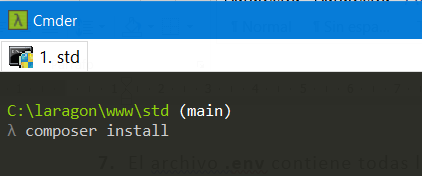 λ Cmder
1. std
C:\laragon\www\std (main)
λ composer install
7. El archivo .env contiene todas l